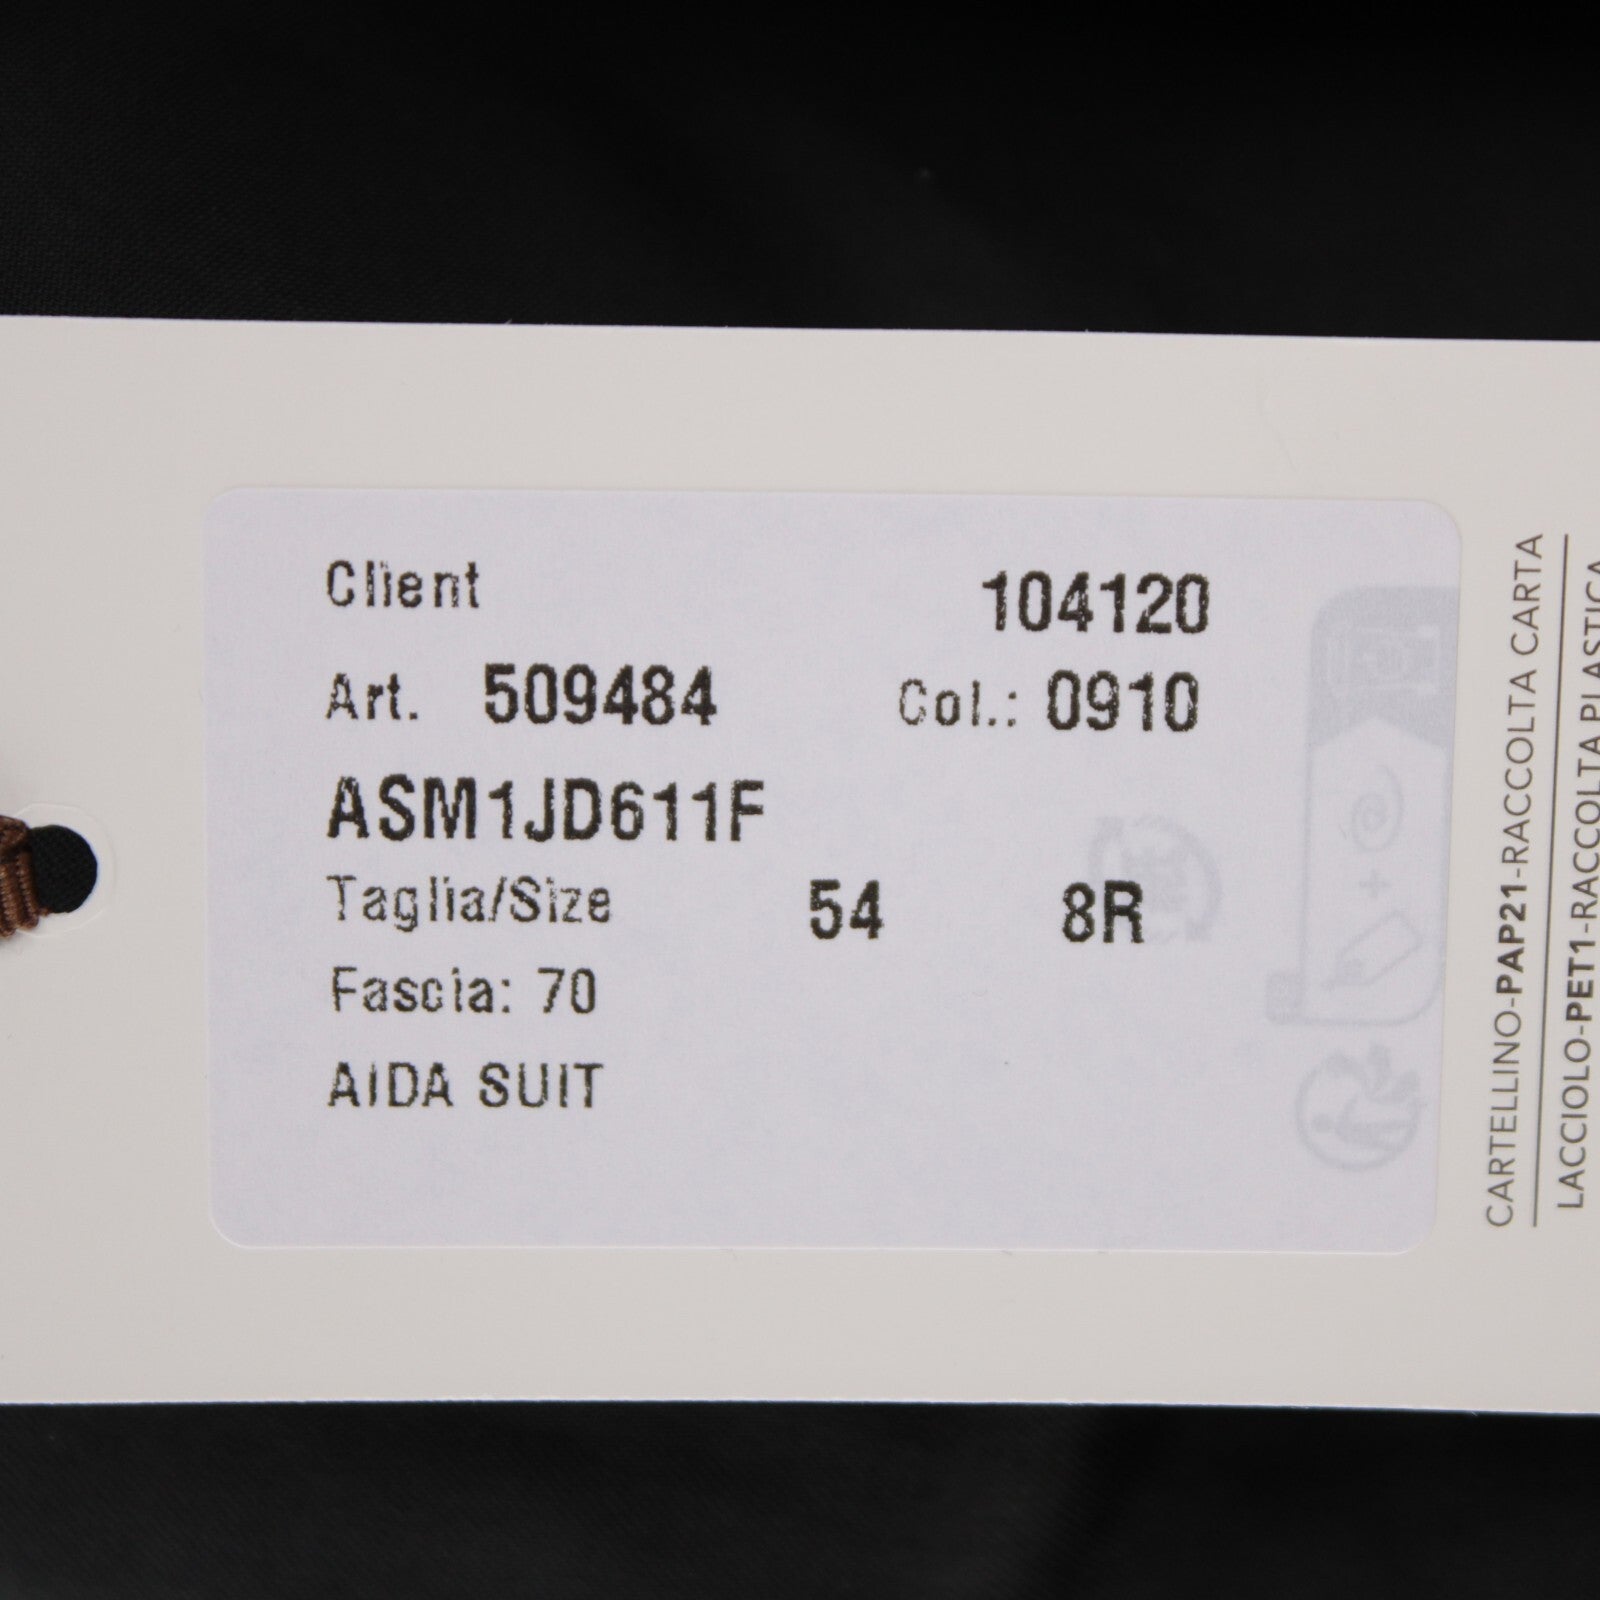 Client 104120
Art. 509484 Col.: 0910
ASM1JD611F
Taglia/Size 54 8R
Fascia: 70
AIDA SUIT
CARTELLINO-PAP21-RACCOLTA CARTA
LACCIOLO-PET1-RACCOLTA PLASTICA